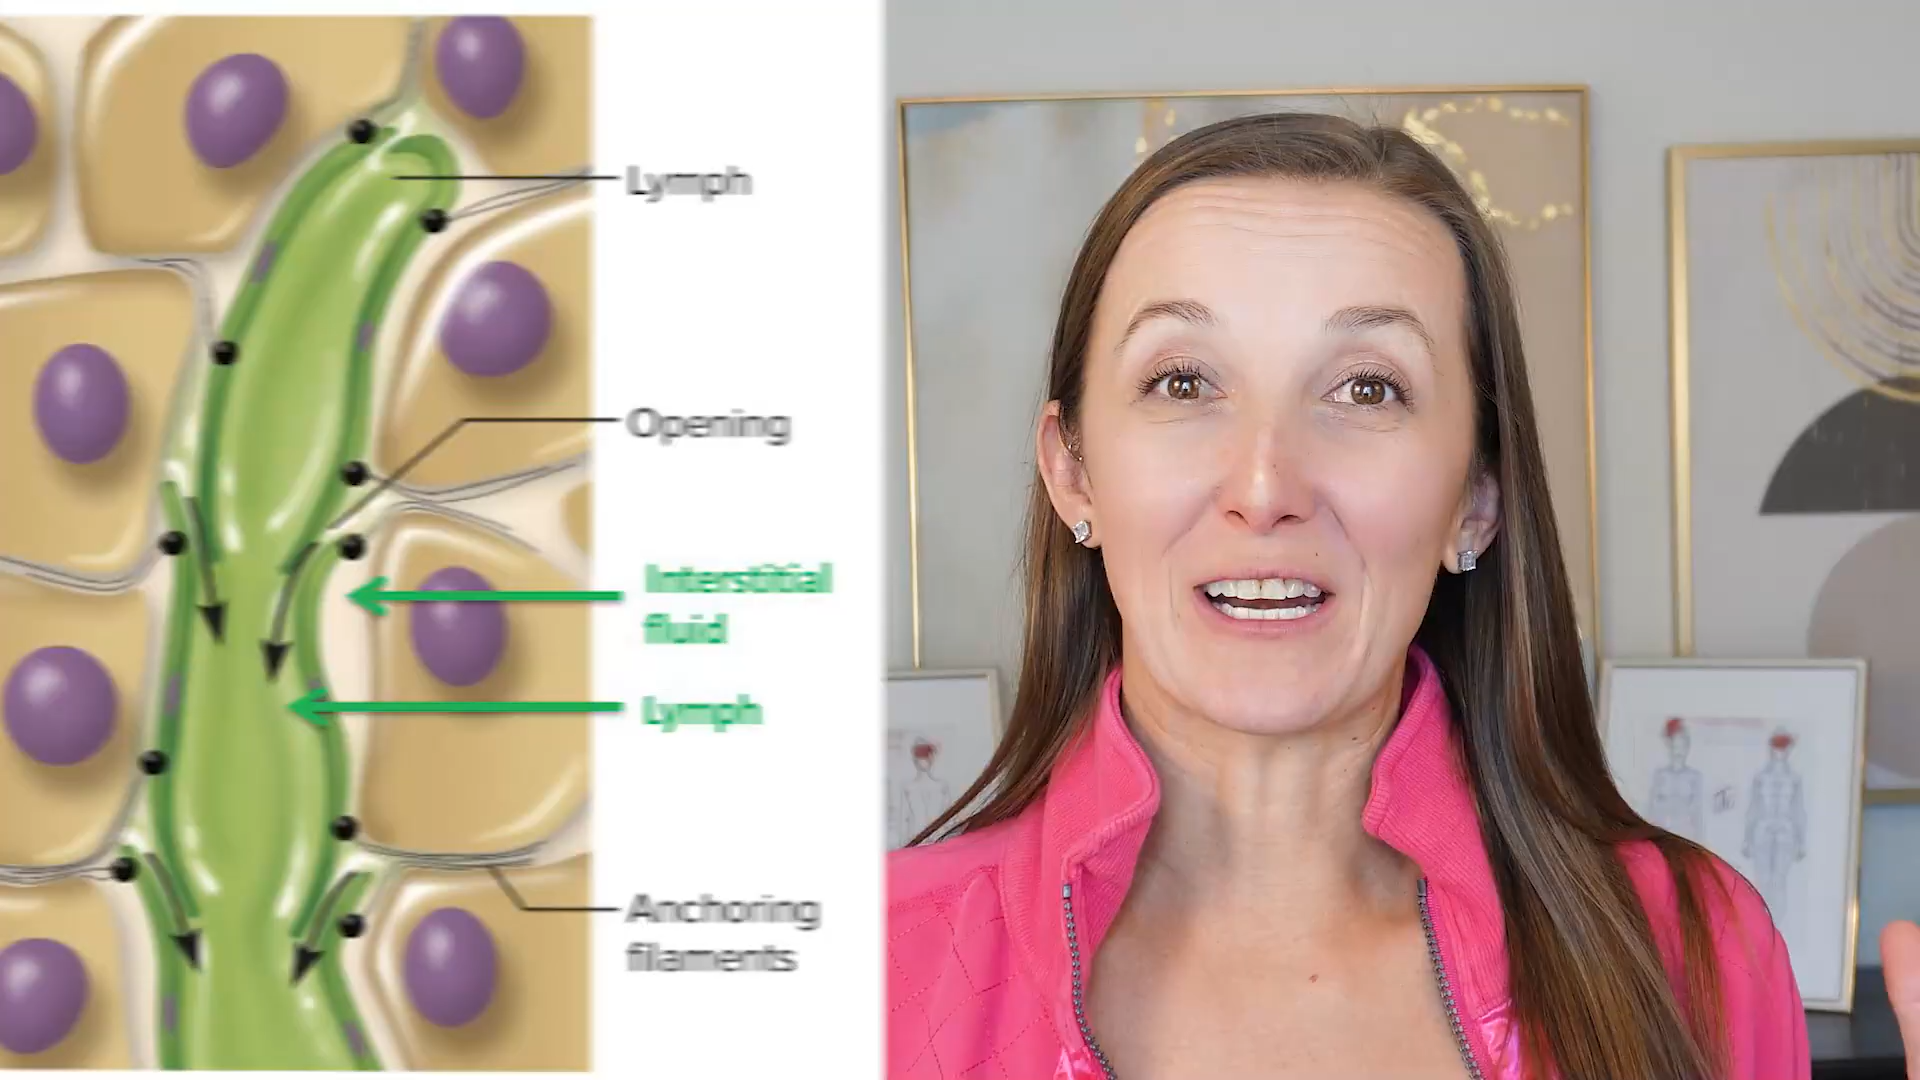 Lymph
Opening
Interstitial
fluid
Lymph
Anchoring
filaments